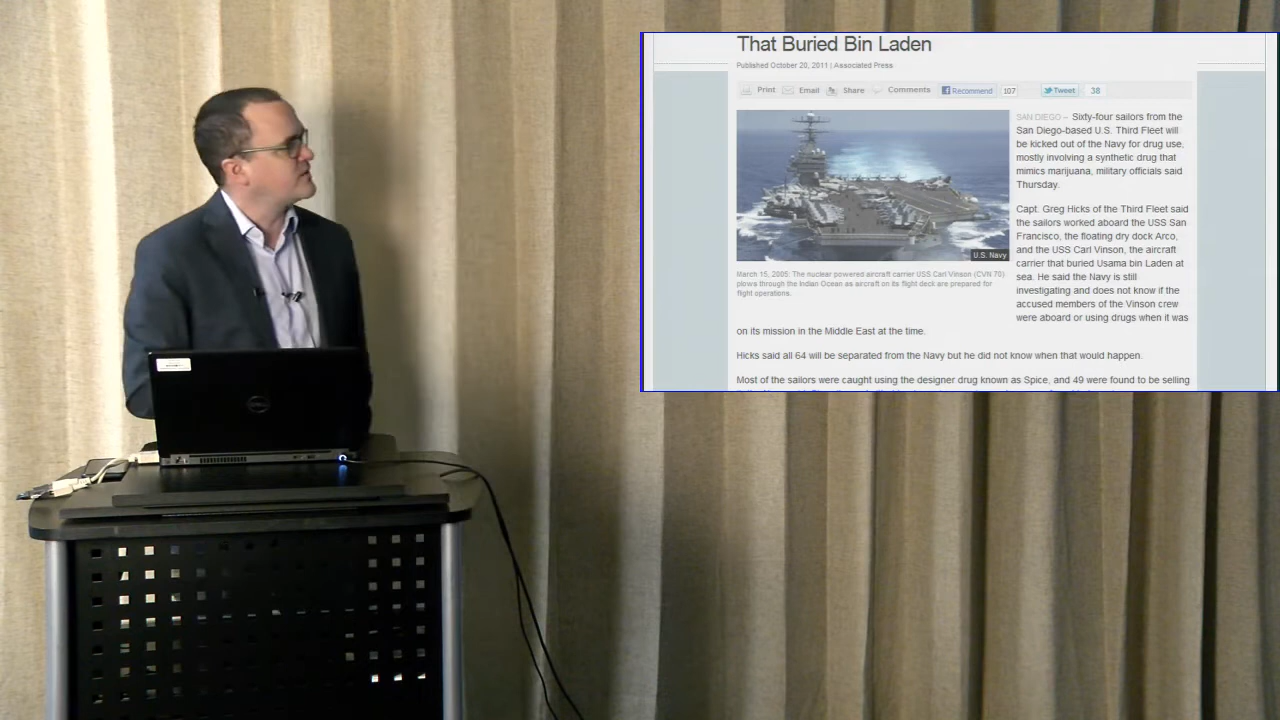 That Buried Bin Laden
Published October 20, 2011 | Associated Press
Print Email Share Comments Recommend 107 Tweet 38
SAN DIEGO – Sixty-four sailors from the
San Diego-based U.S. Third Fleet will
be kicked out of the Navy for drug use,
mostly involving a synthetic drug that
mimics marijuana, military officials said
Thursday.
Capt. Greg Hicks of the Third Fleet said
the sailors worked aboard the USS San
Francisco, the floating dry dock Arco,
and the USS Carl Vinson, the aircraft
carrier that buried Usama bin Laden at
sea. He said the Navy is still
investigating and does not know if the
accused members of the Vinson crew
were aboard or using drugs when it was
U.S. Navy
March 15, 2005: The nuclear powered aircraft carrier USS Carl Vinson (CVN 70)
plows through the Indian Ocean as aircraft on its flight deck are prepared for
flight operations.
on its mission in the Middle East at the time.
Hicks said all 64 will be separated from the Navy but he did not know when that would happen.
Most of the sailors were caught using the designer drug known as Spice, and 49 were found to be selling
DELL